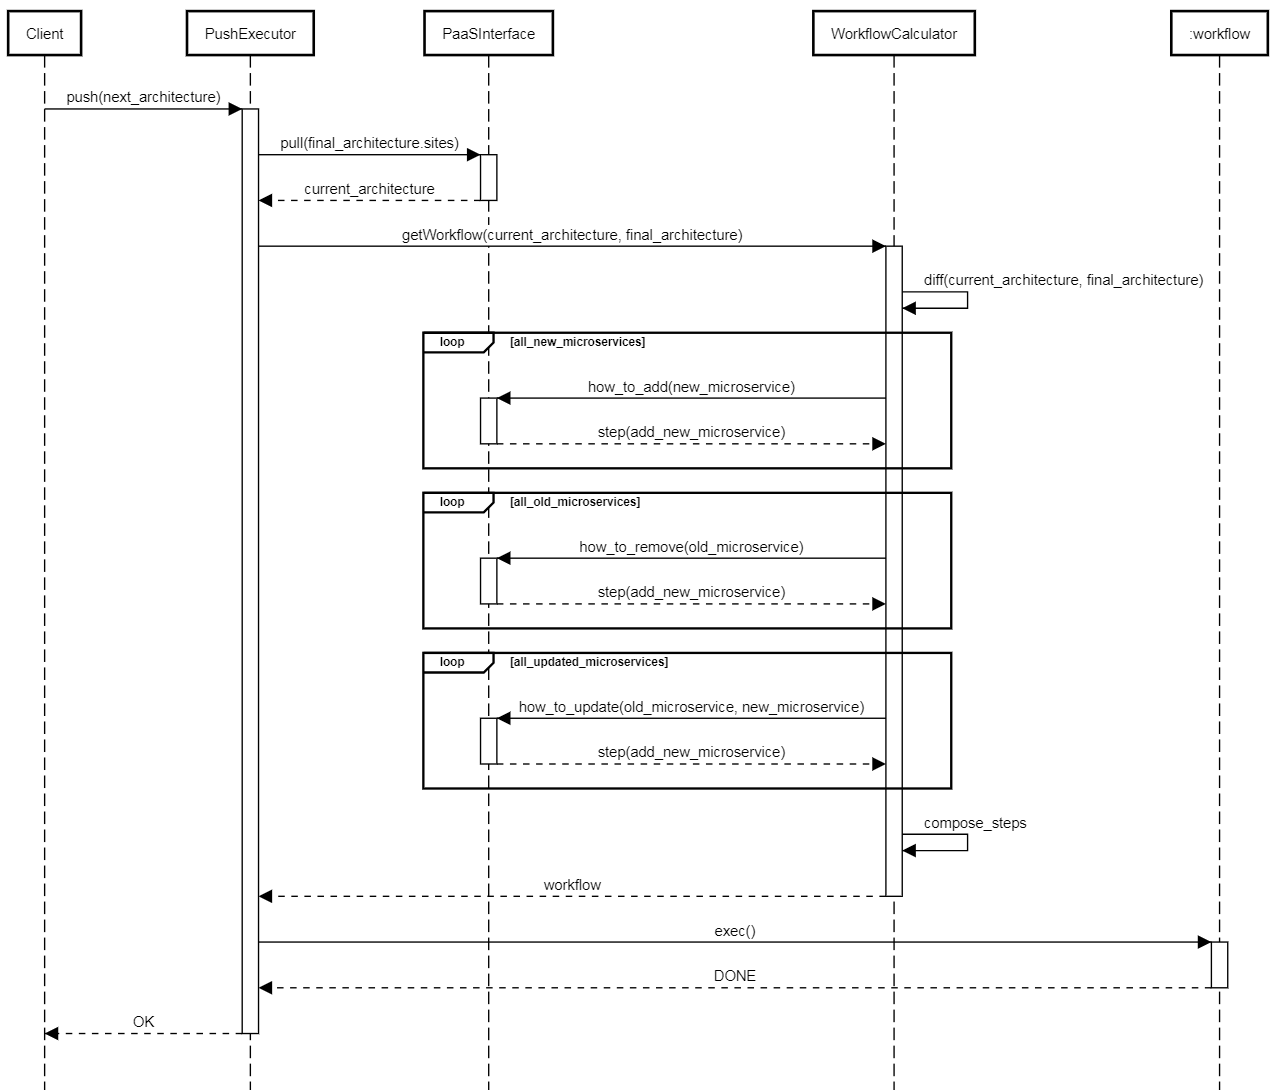 Client
PushExecutor
PaaSInterface
WorkflowCalculator
:workflow
push(next_architecture)
pull(final_architecture.sites)
current_architecture
getWorkflow(current_architecture, final_architecture)
diff(current_architecture, final_architecture)
loop [all_new_microservices]
how_to_add(new_microservice)
step(add_new_microservice)
loop [all_old_microservices]
how_to_remove(old_microservice)
step(add_new_microservice)
loop [all_updated_microservices]
how_to_update(old_microservice, new_microservice)
step(add_new_microservice)
compose_steps
workflow
exec()
DONE
OK